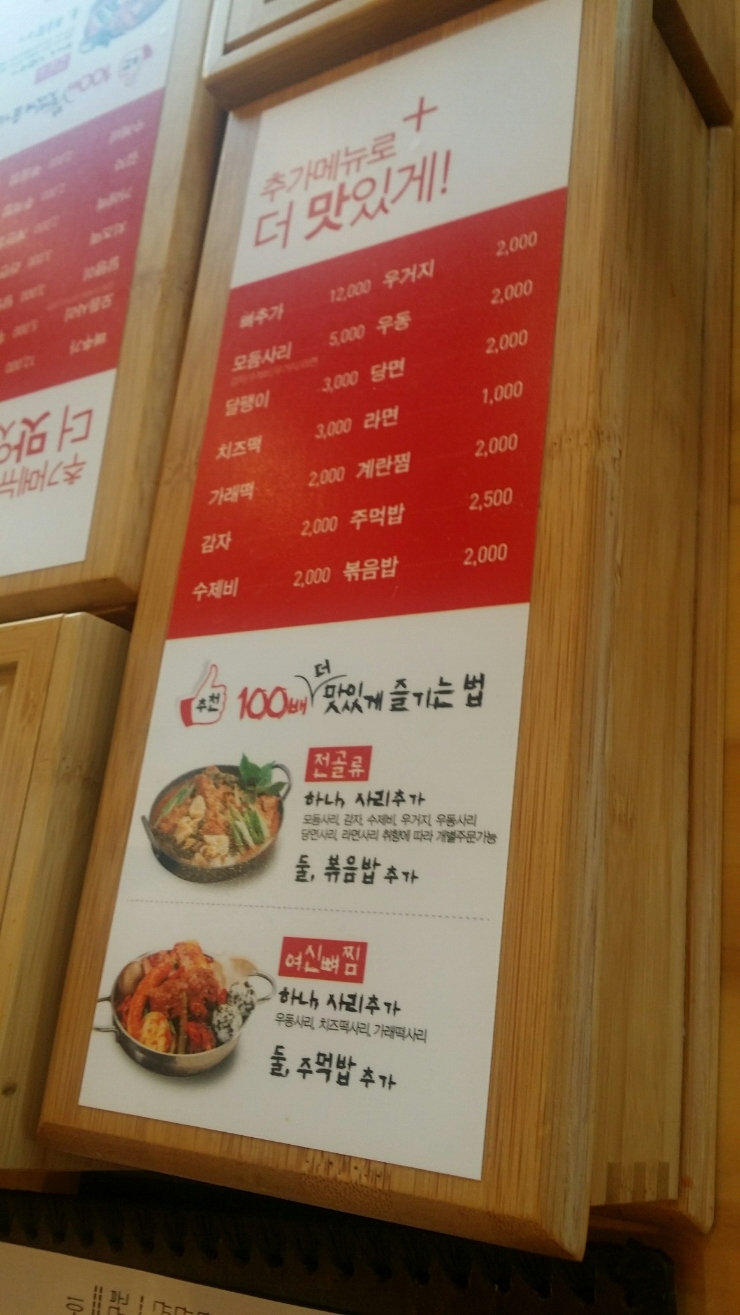 +
추가메뉴로
더 맛있게!
뼈추가 12,000 우거지 2,000
모듬사리 5,000 우동 2,000
달팽이 3,000 당면 2,000
치즈떡 3,000 라면 1,000
가래떡 2,000 계란찜 2,000
감자 2,000 주먹밥 2,500
수제비 2,000 볶음밥 2,000
추천 100배 더 맛있게 즐기는 법
전골류
하나, 사리추가
모듬사리, 감자, 수제비, 우거지, 우동사리
당면사리, 라면사리 취향에 따라 개별주문가능
둘, 볶음밥 추가
여신뼈찜
하나, 사리추가
우동사리, 치즈떡사리, 가래떡사리
둘, 주먹밥 추가